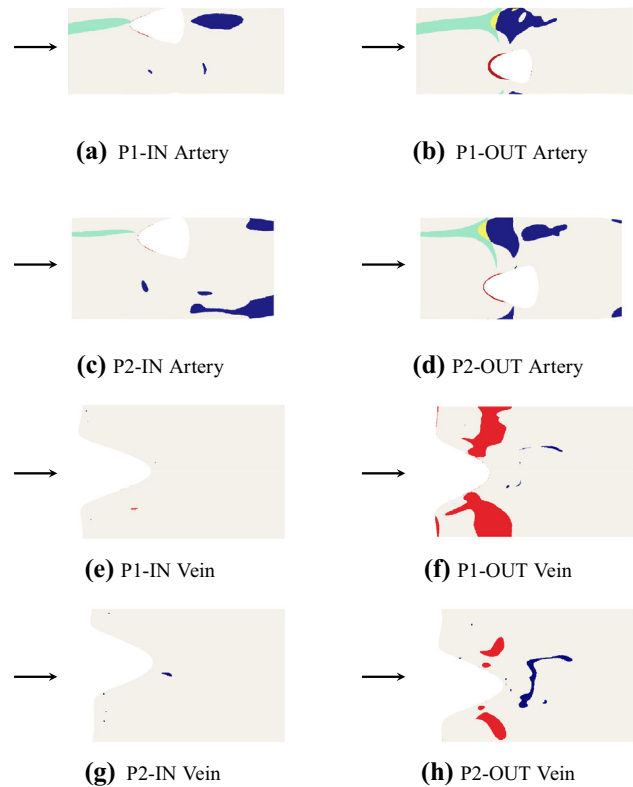 (a) P1-IN Artery
(b) P1-OUT Artery
(c) P2-IN Artery
(d) P2-OUT Artery
(e) P1-IN Vein
(f) P1-OUT Vein
(g) P2-IN Vein
(h) P2-OUT Vein